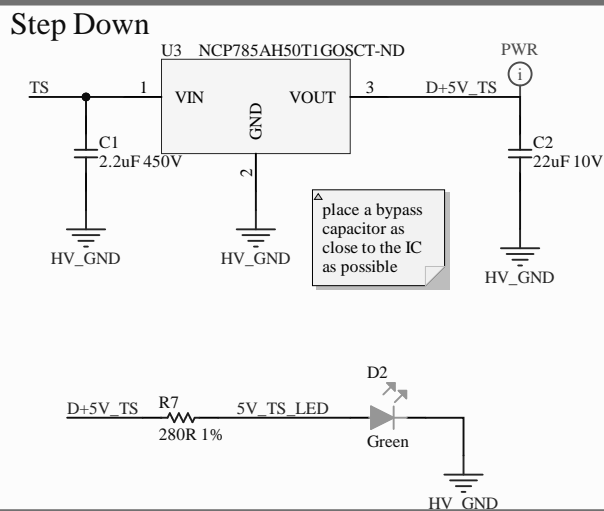 Step Down
U3 NCP785AH50T1GOSCT-ND
PWR
i
TS
1
VIN
VOUT
3
D+5V_TS
GND
2
C1
2.2uF 450V
C2
22uF 10V
place a bypass
capacitor as
close to the IC
as possible
HV_GND
HV_GND
HV_GND
D2
D+5V_TS
R7
5V_TS_LED
280R 1%
Green
HV_GND